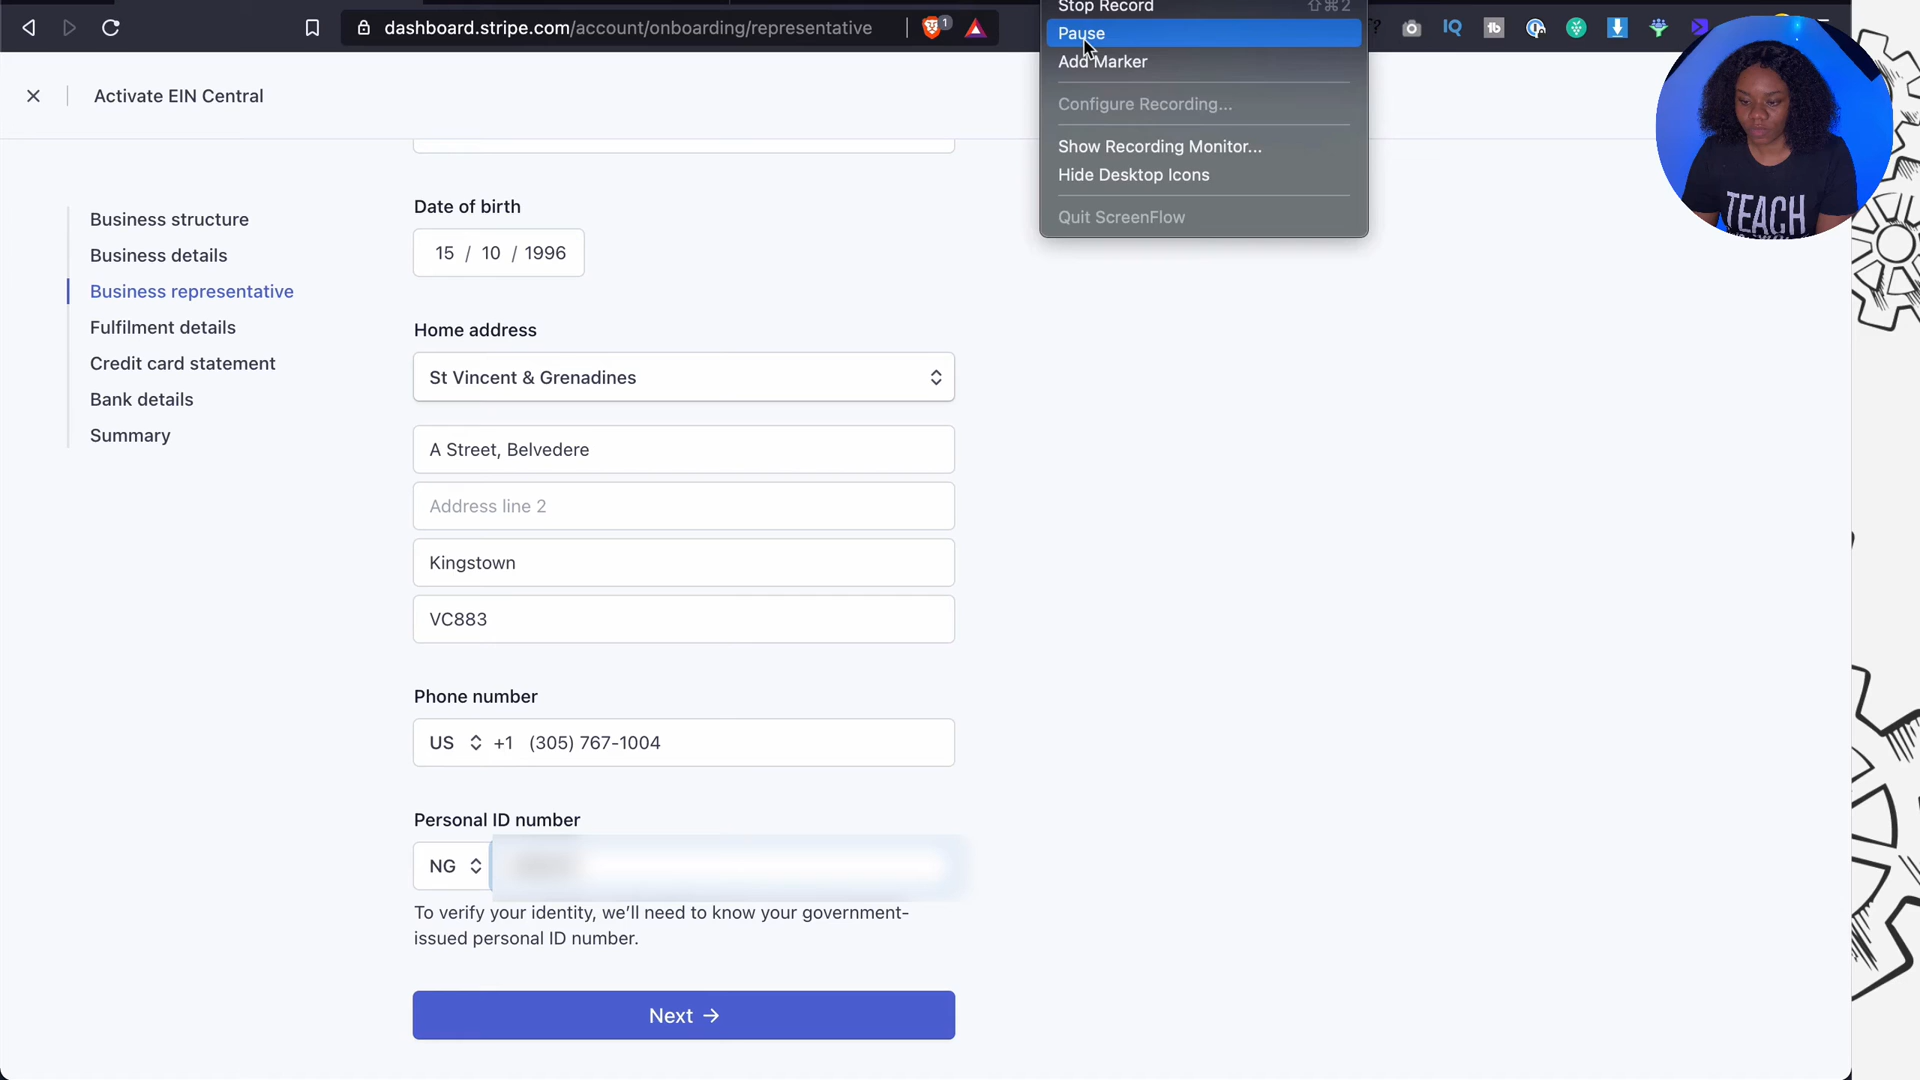 dashboard.stripe.com/account/onboarding/representative
1
Stop Record ⇧⌘2
Pause
Add Marker
Configure Recording...
Show Recording Monitor...
Hide Desktop Icons
Quit ScreenFlow
Activate EIN Central
Business structure
Business details
Business representative
Fulfilment details
Credit card statement
Bank details
Summary
Date of birth
15 / 10 / 1996
Home address
St Vincent & Grenadines
A Street, Belvedere
Address line 2
Kingstown
VC883
Phone number
US +1 (305) 767-1004
Personal ID number
NG
To verify your identity, we’ll need to know your government-
issued personal ID number.
Next →
IQ
tb
TEACH